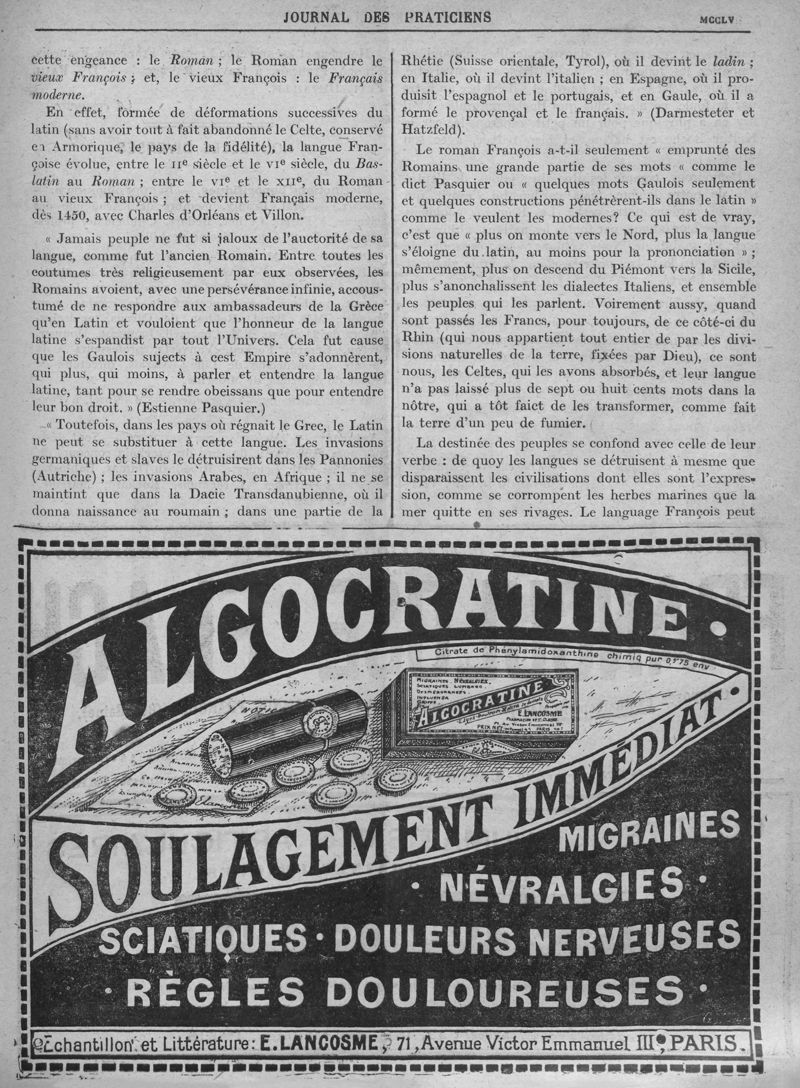 JOURNAL DES PRATICIENS
MCCLV
cette engeance : le Roman ; le Roman engendre le
vieux François ; et, le vieux François : le Français
moderne.
En effet, formée de déformations successives du
latin (sans avoir tout à fait abandonné le Celte, conservé
en Armorique, le pays de la fidélité), la langue Fran-
çoise évolue, entre le IIe siècle et le VIe siècle, du Bas-
latin au Roman ; entre le VIe et le XIIe, du Roman
au vieux François ; et devient Français moderne,
dès 1450, avec Charles d'Orléans et Villon.
« Jamais peuple ne fut si jaloux de l'auctorité de sa
langue, comme fut l'ancien Romain. Entre toutes les
coutumes très religieusement par eux observées, les
Romains avoient, avec une persévérance infinie, accous-
tumé de ne respondre aux ambassadeurs de la Grèce
qu'en Latin et vouloient que l'honneur de la langue
latine s'espandist par tout l'Univers. Cela fut cause
que les Gaulois sujects à cest Empire s'adonnèrent,
qui plus, qui moins, à parler et entendre la langue
latine, tant pour se rendre obeissans que pour entendre
leur bon droit. » (Estienne Pasquier.)
« Toutefois, dans les pays où régnait le Grec, le Latin
ne peut se substituer à cette langue. Les invasions
germaniques et slaves le détruisirent dans les Pannonies
(Autriche) ; les invasions Arabes, en Afrique ; il ne se
maintint que dans la Dacie Transdanubienne, où il
donna naissance au roumain ; dans une partie de la
Rhétie (Suisse orientale, Tyrol), où il devint le ladin ;
en Italie, où il devint l'italien ; en Espagne, où il pro-
duisit l'espagnol et le portugais, et en Gaule, où il a
formé le provençal et le français. » (Darmesteter et
Hatzfeld).
Le roman François a-t-il seulement « emprunté des
Romains une grande partie de ses mots « comme le
dict Pasquier ou « quelques mots Gaulois seulement
et quelques constructions pénétrèrent-ils dans le latin »
comme le veulent les modernes? Ce qui est de vray,
c'est que « plus on monte vers le Nord, plus la langue
s'éloigne du latin, au moins pour la prononciation » ;
mêmement, plus on descend du Piémont vers la Sicile,
plus s'anonchalissent les dialectes Italiens, et ensemble
les peuples qui les parlent. Voirement aussy, quand
sont passés les Francs, pour toujours, de ce côté-ci du
Rhin (qui nous appartient tout entier de par les divi-
sions naturelles de la terre, fixées par Dieu), ce sont
nous, les Celtes, qui les avons absorbés, et leur langue
n'a pas laissé plus de sept ou huit cents mots dans la
nôtre, qui a tôt faict de les transformer, comme fait
la terre d'un peu de fumier.
La destinée des peuples se confond avec celle de leur
verbe : de quoy les langues se détruisent à mesme que
disparaissent les civilisations dont elles sont l'expres-
sion, comme se corrompent les herbes marines que la
mer quitte en ses rivages. Le language François peut
ALGOCRATINE.
Citrate de Phénylamidoxanthine chimiq pur 0gr75 env
MIGRAINES NÉVRALGIES.
SCIATIQUES LUMBAGO
INFLUENZA
ALGOCRATINE
E. LANCOSME
SOULAGEMENT IMMÉDIAT.
MIGRAINES
· NÉVRALGIES ·
SCIATIQUES · DOULEURS NERVEUSES
· RÈGLES DOULOUREUSES ·
Echantillon et Littérature: E. LANCOSME, 71, Avenue Victor Emmanuel III, PARIS.